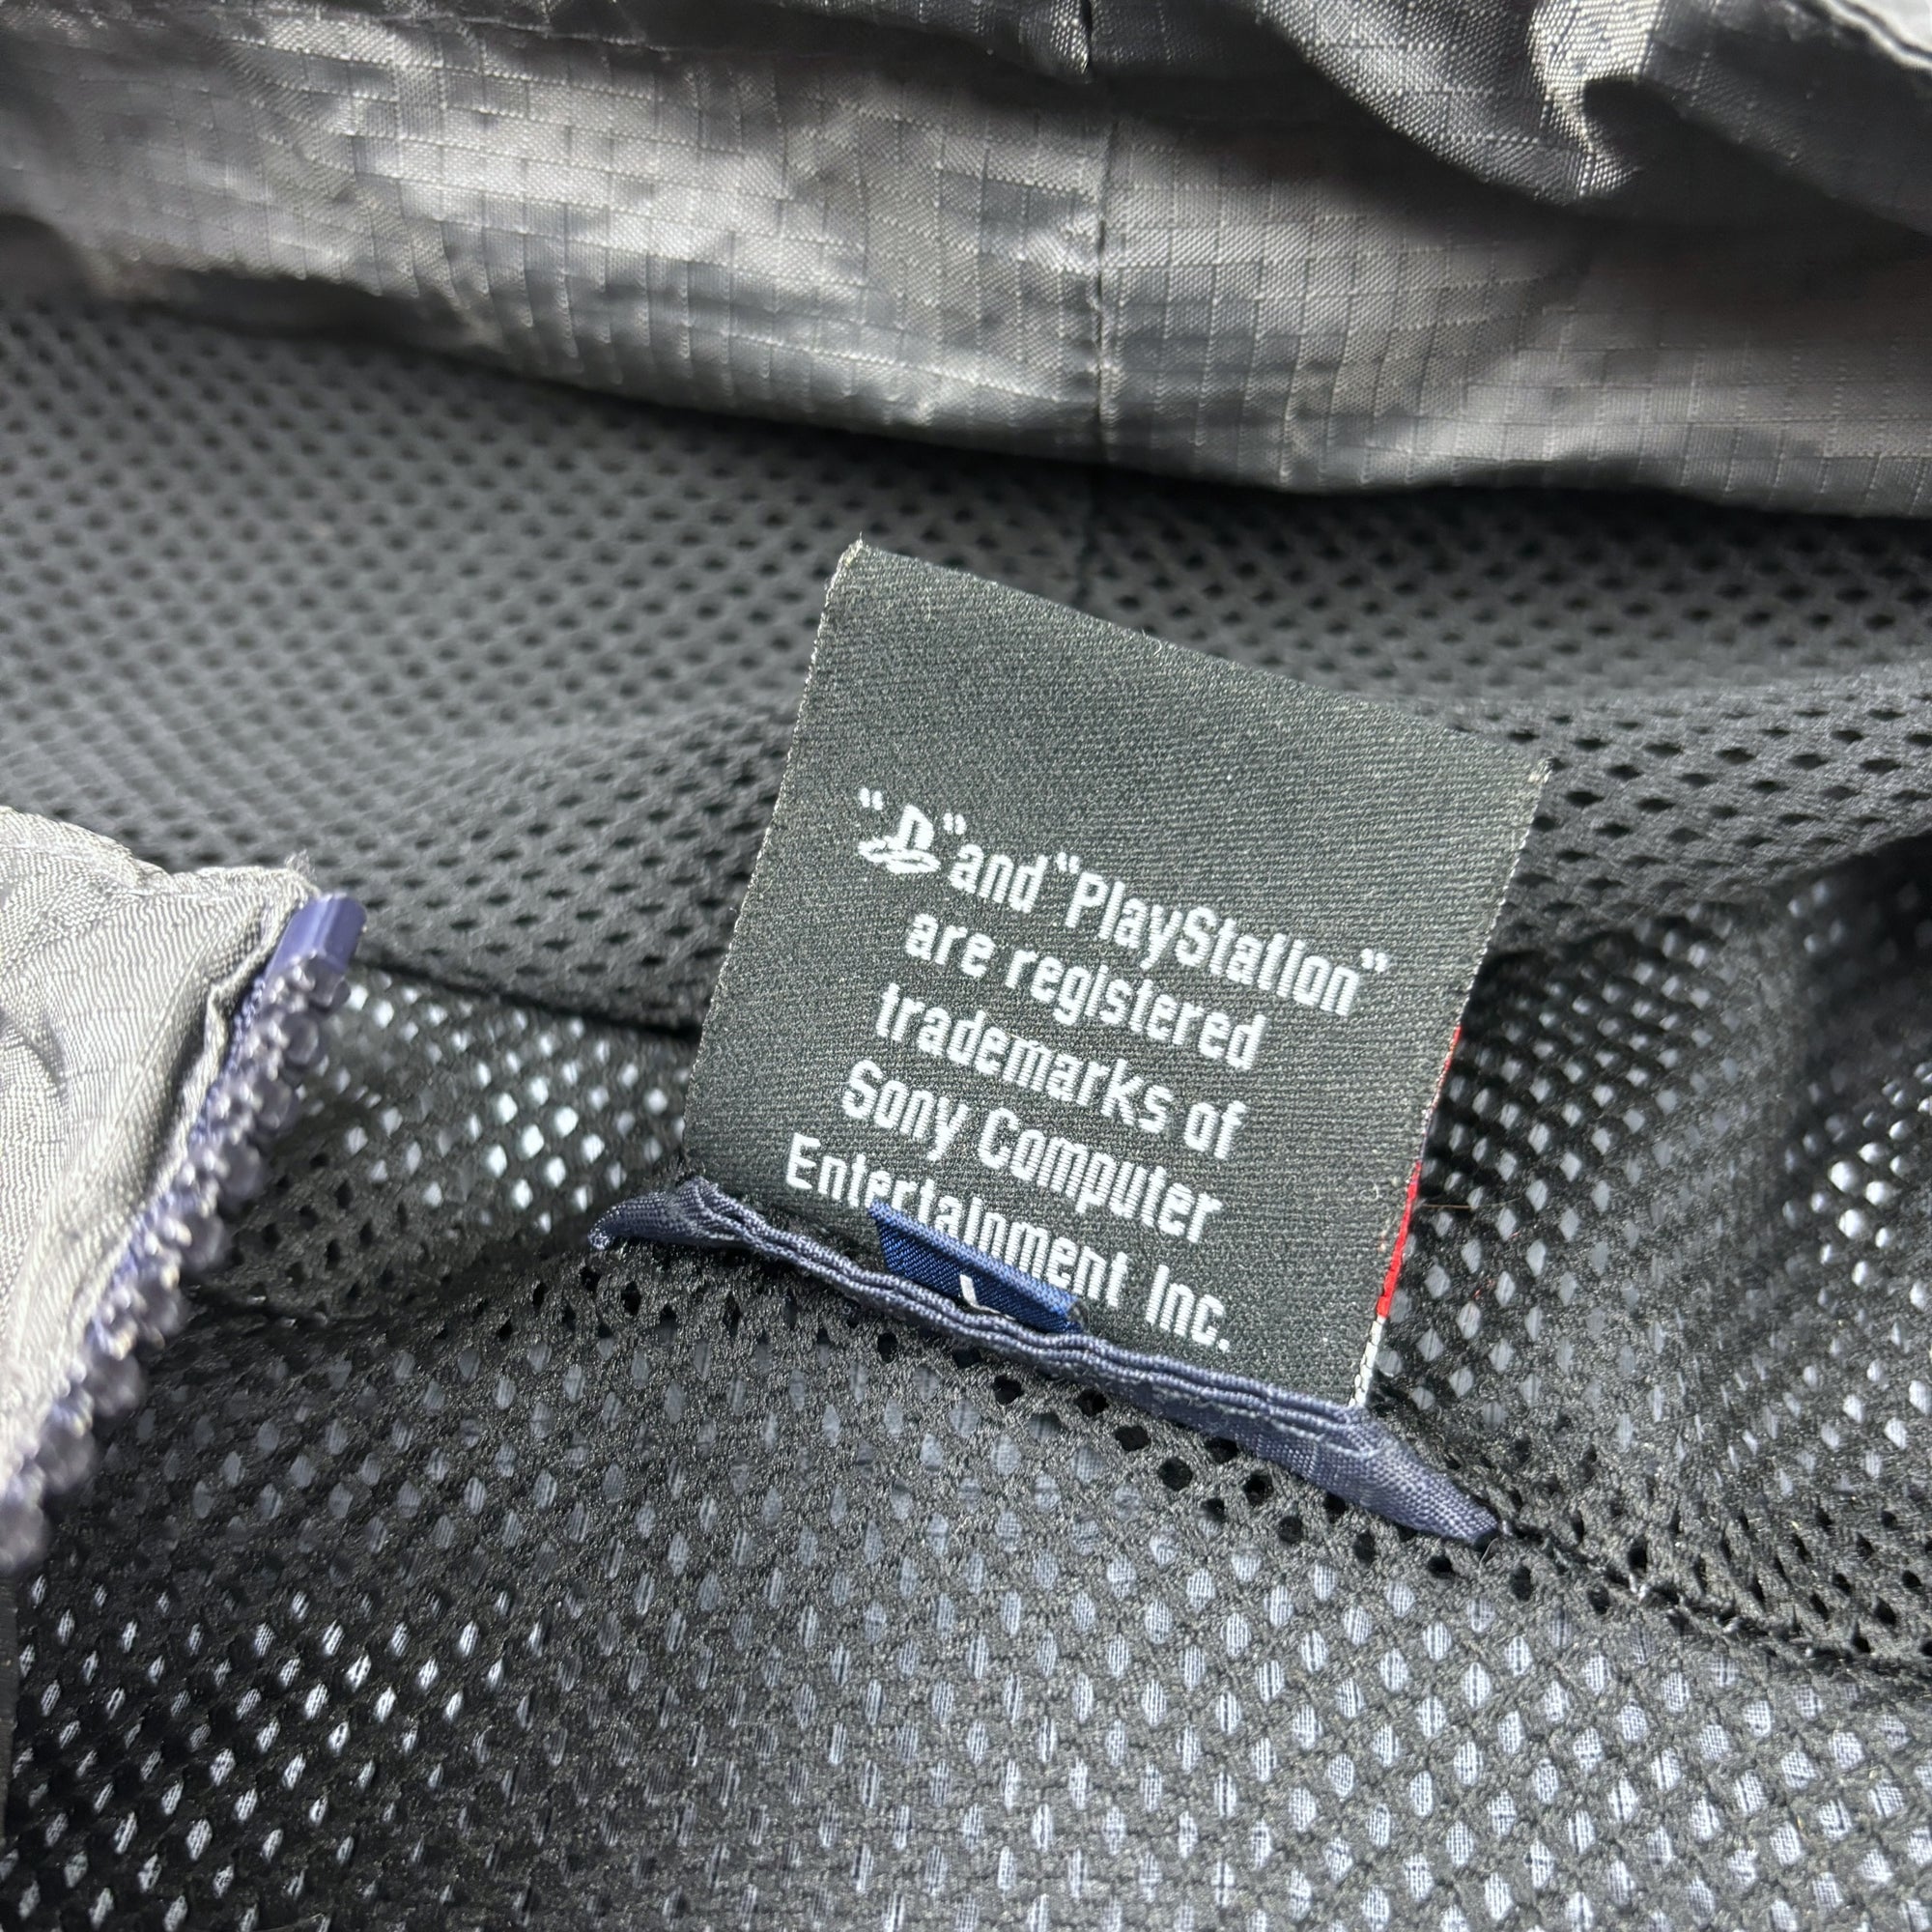 " " and "PlayStation"
are registered
trademarks of
Sony Computer
Entertainment Inc.